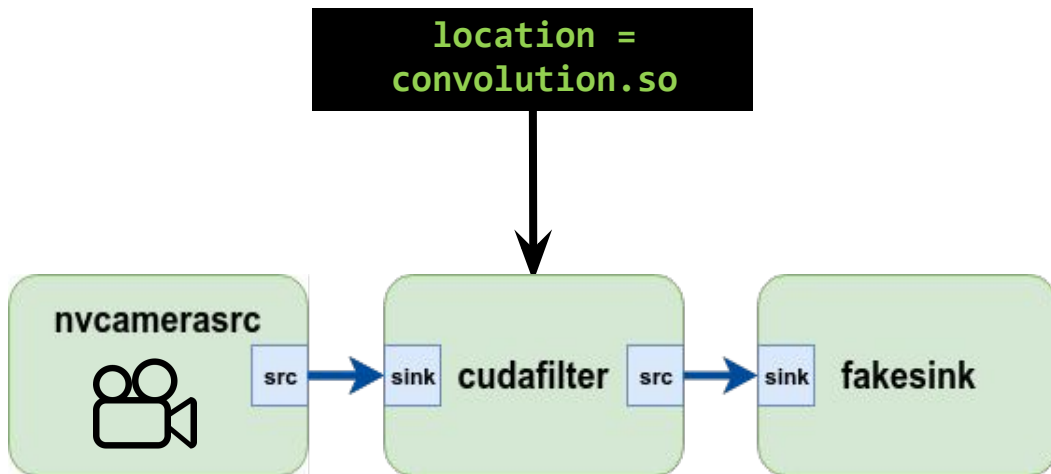 location =
convolution.so
nvcamerasrc
src
sink
cudafilter
src
sink
fakesink